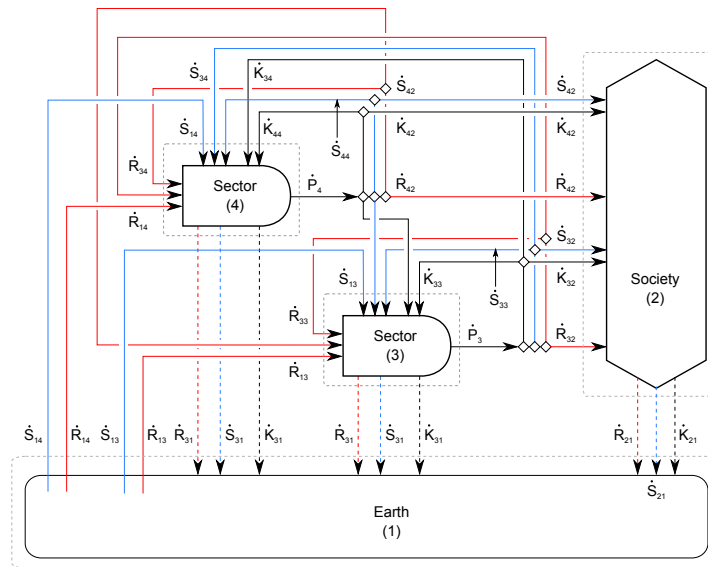 Ṡ₃₄ K̇₃₄ Ṡ₄₂ Ṡ₄₂
Ṡ₁₄ K̇₄₄ Ṡ₄₄ K̇₄₂ K̇₄₂
Ṙ₃₄ Sector Ṗ₄ Ṙ₄₂ Ṙ₄₂
(4)
Ṙ₁₄
Ṡ₃₂
Ṡ₁₃ K̇₃₃ K̇₃₂
Society
Ṡ₃₃
(2)
Ṙ₃₃ Sector Ṗ₃ Ṙ₃₂
(3)
Ṙ₁₃
Ṡ₁₄ Ṙ₁₄ Ṡ₁₃ Ṙ₁₃ Ṙ₃₁ Ṡ₃₁ K̇₃₁ Ṙ₃₁ Ṡ₃₁ K̇₃₁ Ṙ₂₁ K̇₂₁
Ṡ₂₁
Earth
(1)